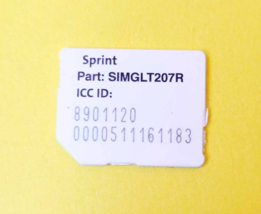 Sprint
Part: SIMGLT207R
ICC ID:
8901120
0000511161183